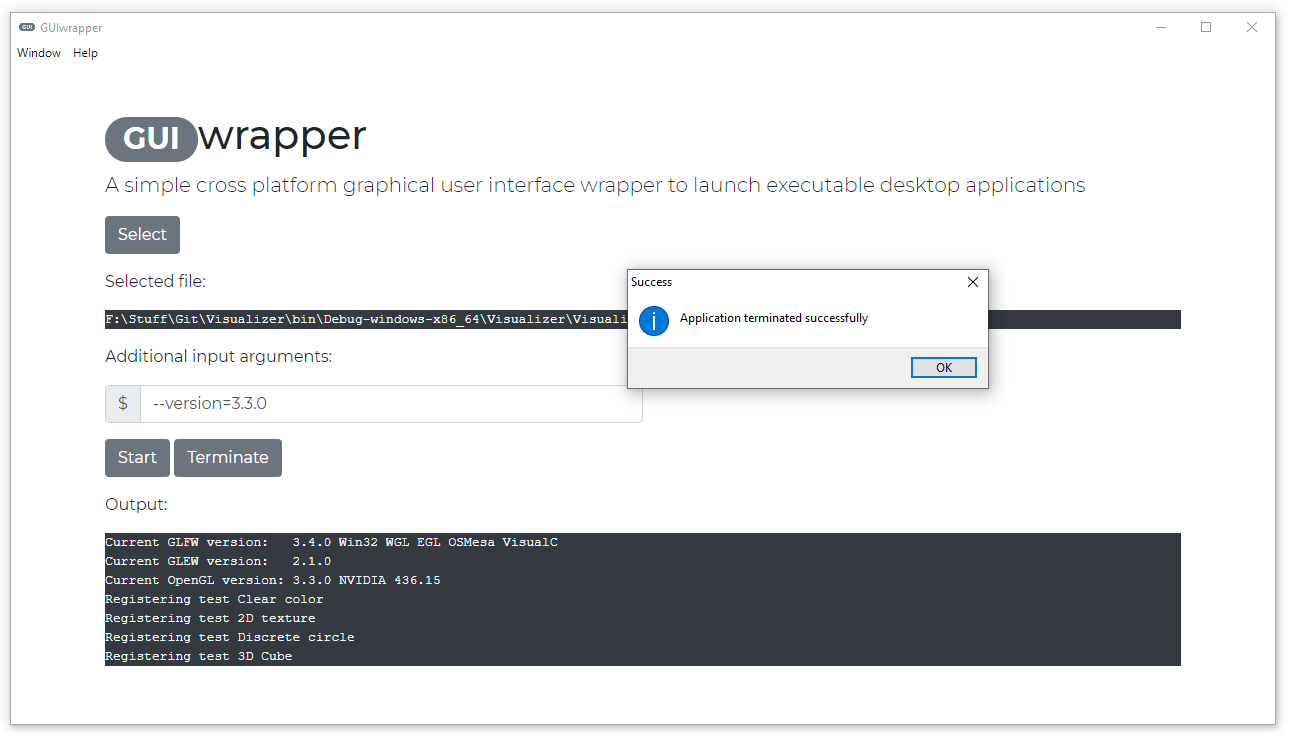 GUI GUIwrapper
Window Help
GUIwrapper
A simple cross platform graphical user interface wrapper to launch executable desktop applications
Select
Selected file:
F:\Stuff\Git\Visualizer\bin\Debug-windows-x86_64\Visualizer\Visuali
Success
Application terminated successfully
OK
Additional input arguments:
$ --version=3.3.0
Start Terminate
Output:
Current GLFW version:   3.4.0 Win32 WGL EGL OSMesa VisualC
Current GLEW version:   2.1.0
Current OpenGL version: 3.3.0 NVIDIA 436.15
Registering test Clear color
Registering test 2D texture
Registering test Discrete circle
Registering test 3D Cube